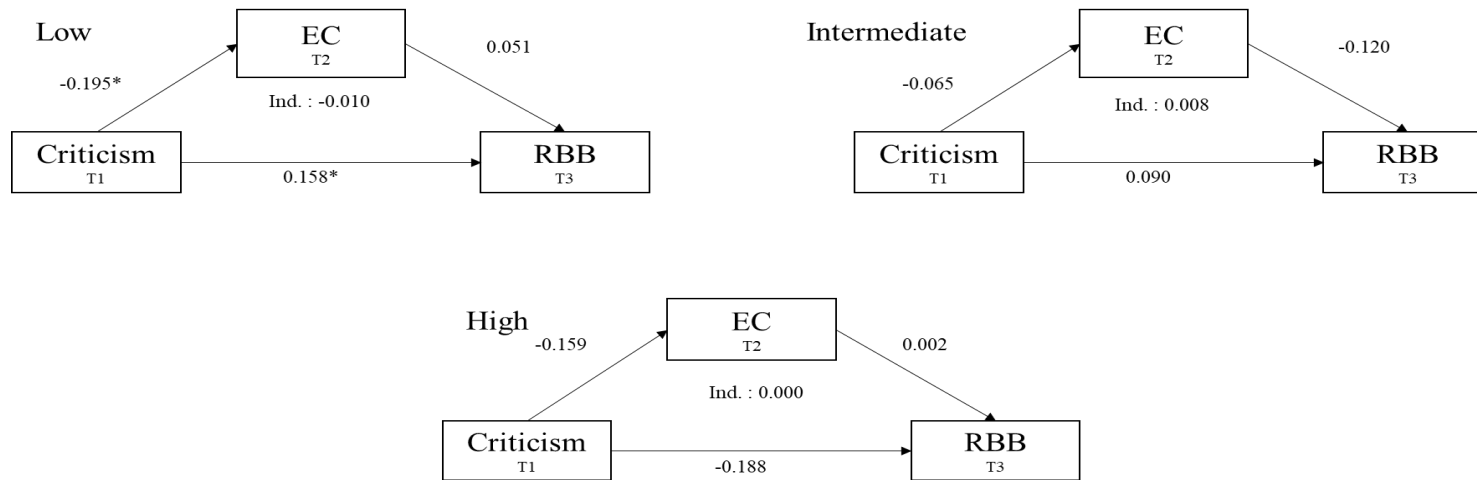 Low
EC
T2
-0.195*
0.051
Ind. : -0.010
Criticism
T1
0.158*
RBB
T3
Intermediate
EC
T2
-0.065
-0.120
Ind. : 0.008
Criticism
T1
0.090
RBB
T3
High
EC
T2
-0.159
0.002
Ind. : 0.000
Criticism
T1
-0.188
RBB
T3